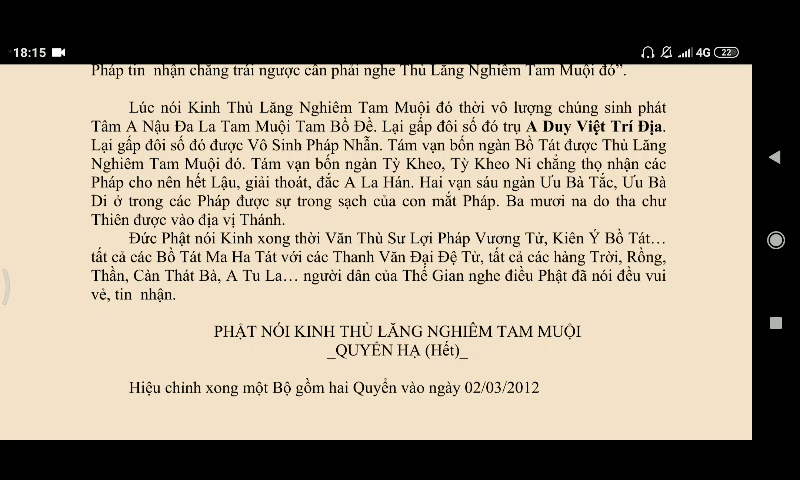 18:15 4G 22
Pháp tin nhận chẳng trái ngược cần phải nghe Thủ Lăng Nghiêm Tam Muội đó”.
Lúc nói Kinh Thủ Lăng Nghiêm Tam Muội đó thời vô lượng chúng sinh phát
Tâm A Nậu Đa La Tam Muội Tam Bồ Đề. Lại gấp đôi số đó trụ A Duy Việt Trí Địa.
Lại gấp đôi số đó được Vô Sinh Pháp Nhẫn. Tám vạn bốn ngàn Bồ Tát được Thủ Lăng
Nghiêm Tam Muội đó. Tám vạn bốn ngàn Tỳ Kheo, Tỳ Kheo Ni chẳng thọ nhận các
Pháp cho nên hết Lậu, giải thoát, đắc A La Hán. Hai vạn sáu ngàn Ưu Bà Tắc, Ưu Bà
Di ở trong các Pháp được sự trong sạch của con mắt Pháp. Ba mươi na do tha chư
Thiên được vào địa vị Thánh.
Đức Phật nói Kinh xong thời Văn Thù Sư Lợi Pháp Vương Tử, Kiên Ý Bồ Tát…
tất cả các Bồ Tát Ma Ha Tát với các Thanh Văn Đại Đệ Tử, tất cả các hàng Trời, Rồng,
Thần, Càn Thát Bà, A Tu La… người dân của Thế Gian nghe điều Phật đã nói đều vui
vẻ, tin nhận.
PHẬT NÓI KINH THỦ LĂNG NGHIÊM TAM MUỘI
_QUYỂN HẠ (Hết)_
Hiệu chỉnh xong một Bộ gồm hai Quyển vào ngày 02/03/2012